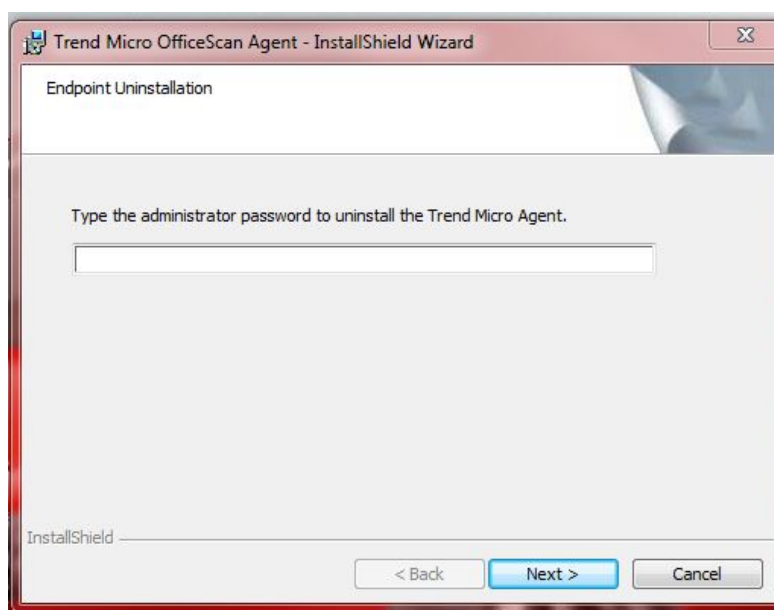 Trend Micro OfficeScan Agent - InstallShield Wizard
Endpoint Uninstallation
Type the administrator password to uninstall the Trend Micro Agent.
InstallShield
< Back
Next >
Cancel